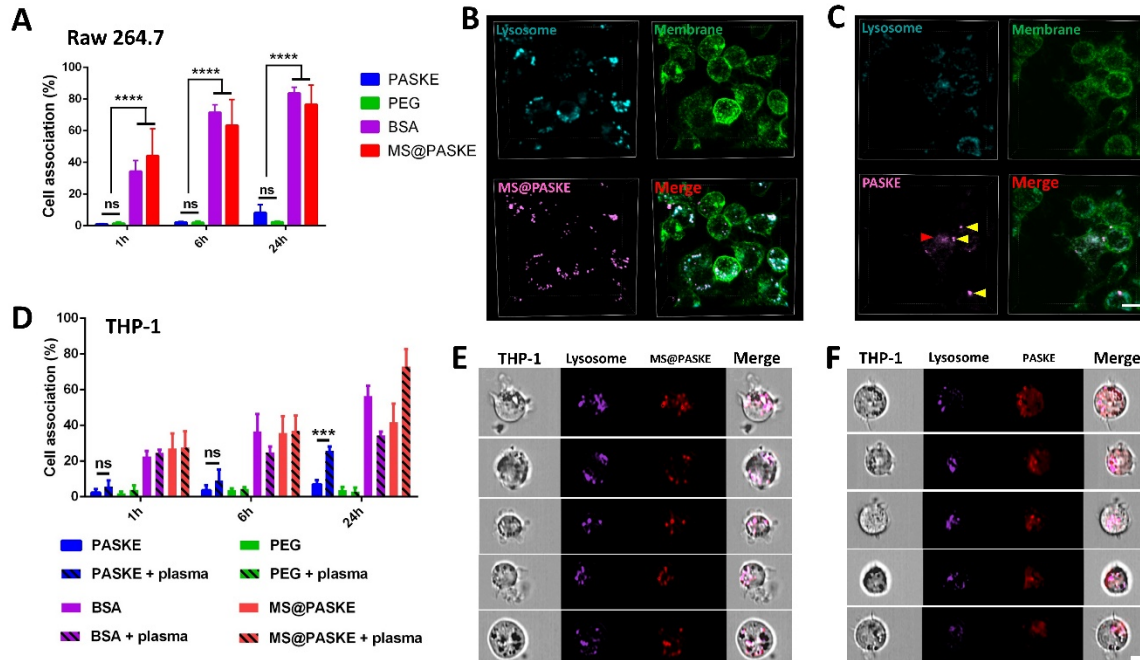 A
Raw 264.7
Cell association (%)
100
80
60
40
20
0
****
****
****
ns
ns
ns
1h
6h
24h
PASKE
PEG
BSA
MS@PASKE
B
Lysosome
Membrane
MS@PASKE
Merge
C
Lysosome
Membrane
PASKE
Merge
D
THP-1
Cell association (%)
100
80
60
40
20
0
ns
ns
***
1h
6h
24h
PASKE
PEG
PASKE + plasma
PEG + plasma
BSA
MS@PASKE
BSA + plasma
MS@PASKE + plasma
E
THP-1
Lysosome
MS@PASKE
Merge
F
THP-1
Lysosome
PASKE
Merge